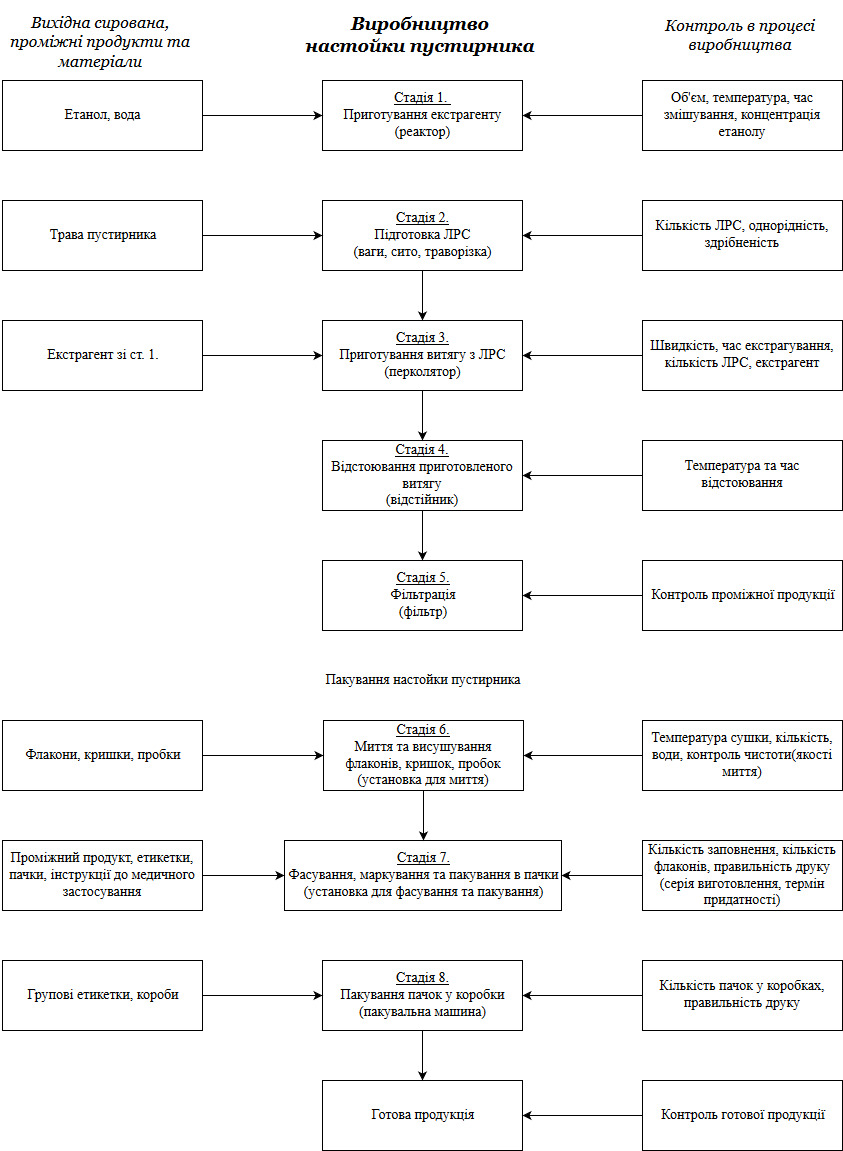 Вихідна сирована,
проміжні продукти та
матеріали
Виробництво
настойки пустирника
Контроль в процесі
виробництва
Етанол, вода
Стадія 1.
Приготування екстрагенту
(реактор)
Об'єм, температура, час
змішування, концентрація
етанолу
Трава пустирника
Стадія 2.
Підготовка ЛРС
(ваги, сито, траворізка)
Кількість ЛРС, однорідність,
здрібненість
Екстрагент зі ст. 1.
Стадія 3.
Приготування витягу з ЛРС
(перколятор)
Швидкість, час екстрагування,
кількість ЛРС, екстрагент
Стадія 4.
Відстоювання приготовленого
витягу
(відстійник)
Температура та час
відстоювання
Стадія 5.
Фільтрація
(фільтр)
Контроль проміжної продукції
Пакування настойки пустирника
Флакони, кришки, пробки
Стадія 6.
Миття та висушування
флаконів, кришок, пробок
(установка для миття)
Температура сушки, кількість,
води, контроль чистоти(якості
миття)
Проміжний продукт, етикетки,
пачки, інструкції до медичного
застосування
Стадія 7.
Фасування, маркування та пакування в пачки
(установка для фасування та пакування)
Кількість заповнення, кількість
флаконів, правильність друку
(серія виготовлення, термін
придатності)
Групові етикетки, короби
Стадія 8.
Пакування пачок у коробки
(пакувальна машина)
Кількість пачок у коробках,
правильність друку
Готова продукція
Контроль готової продукції